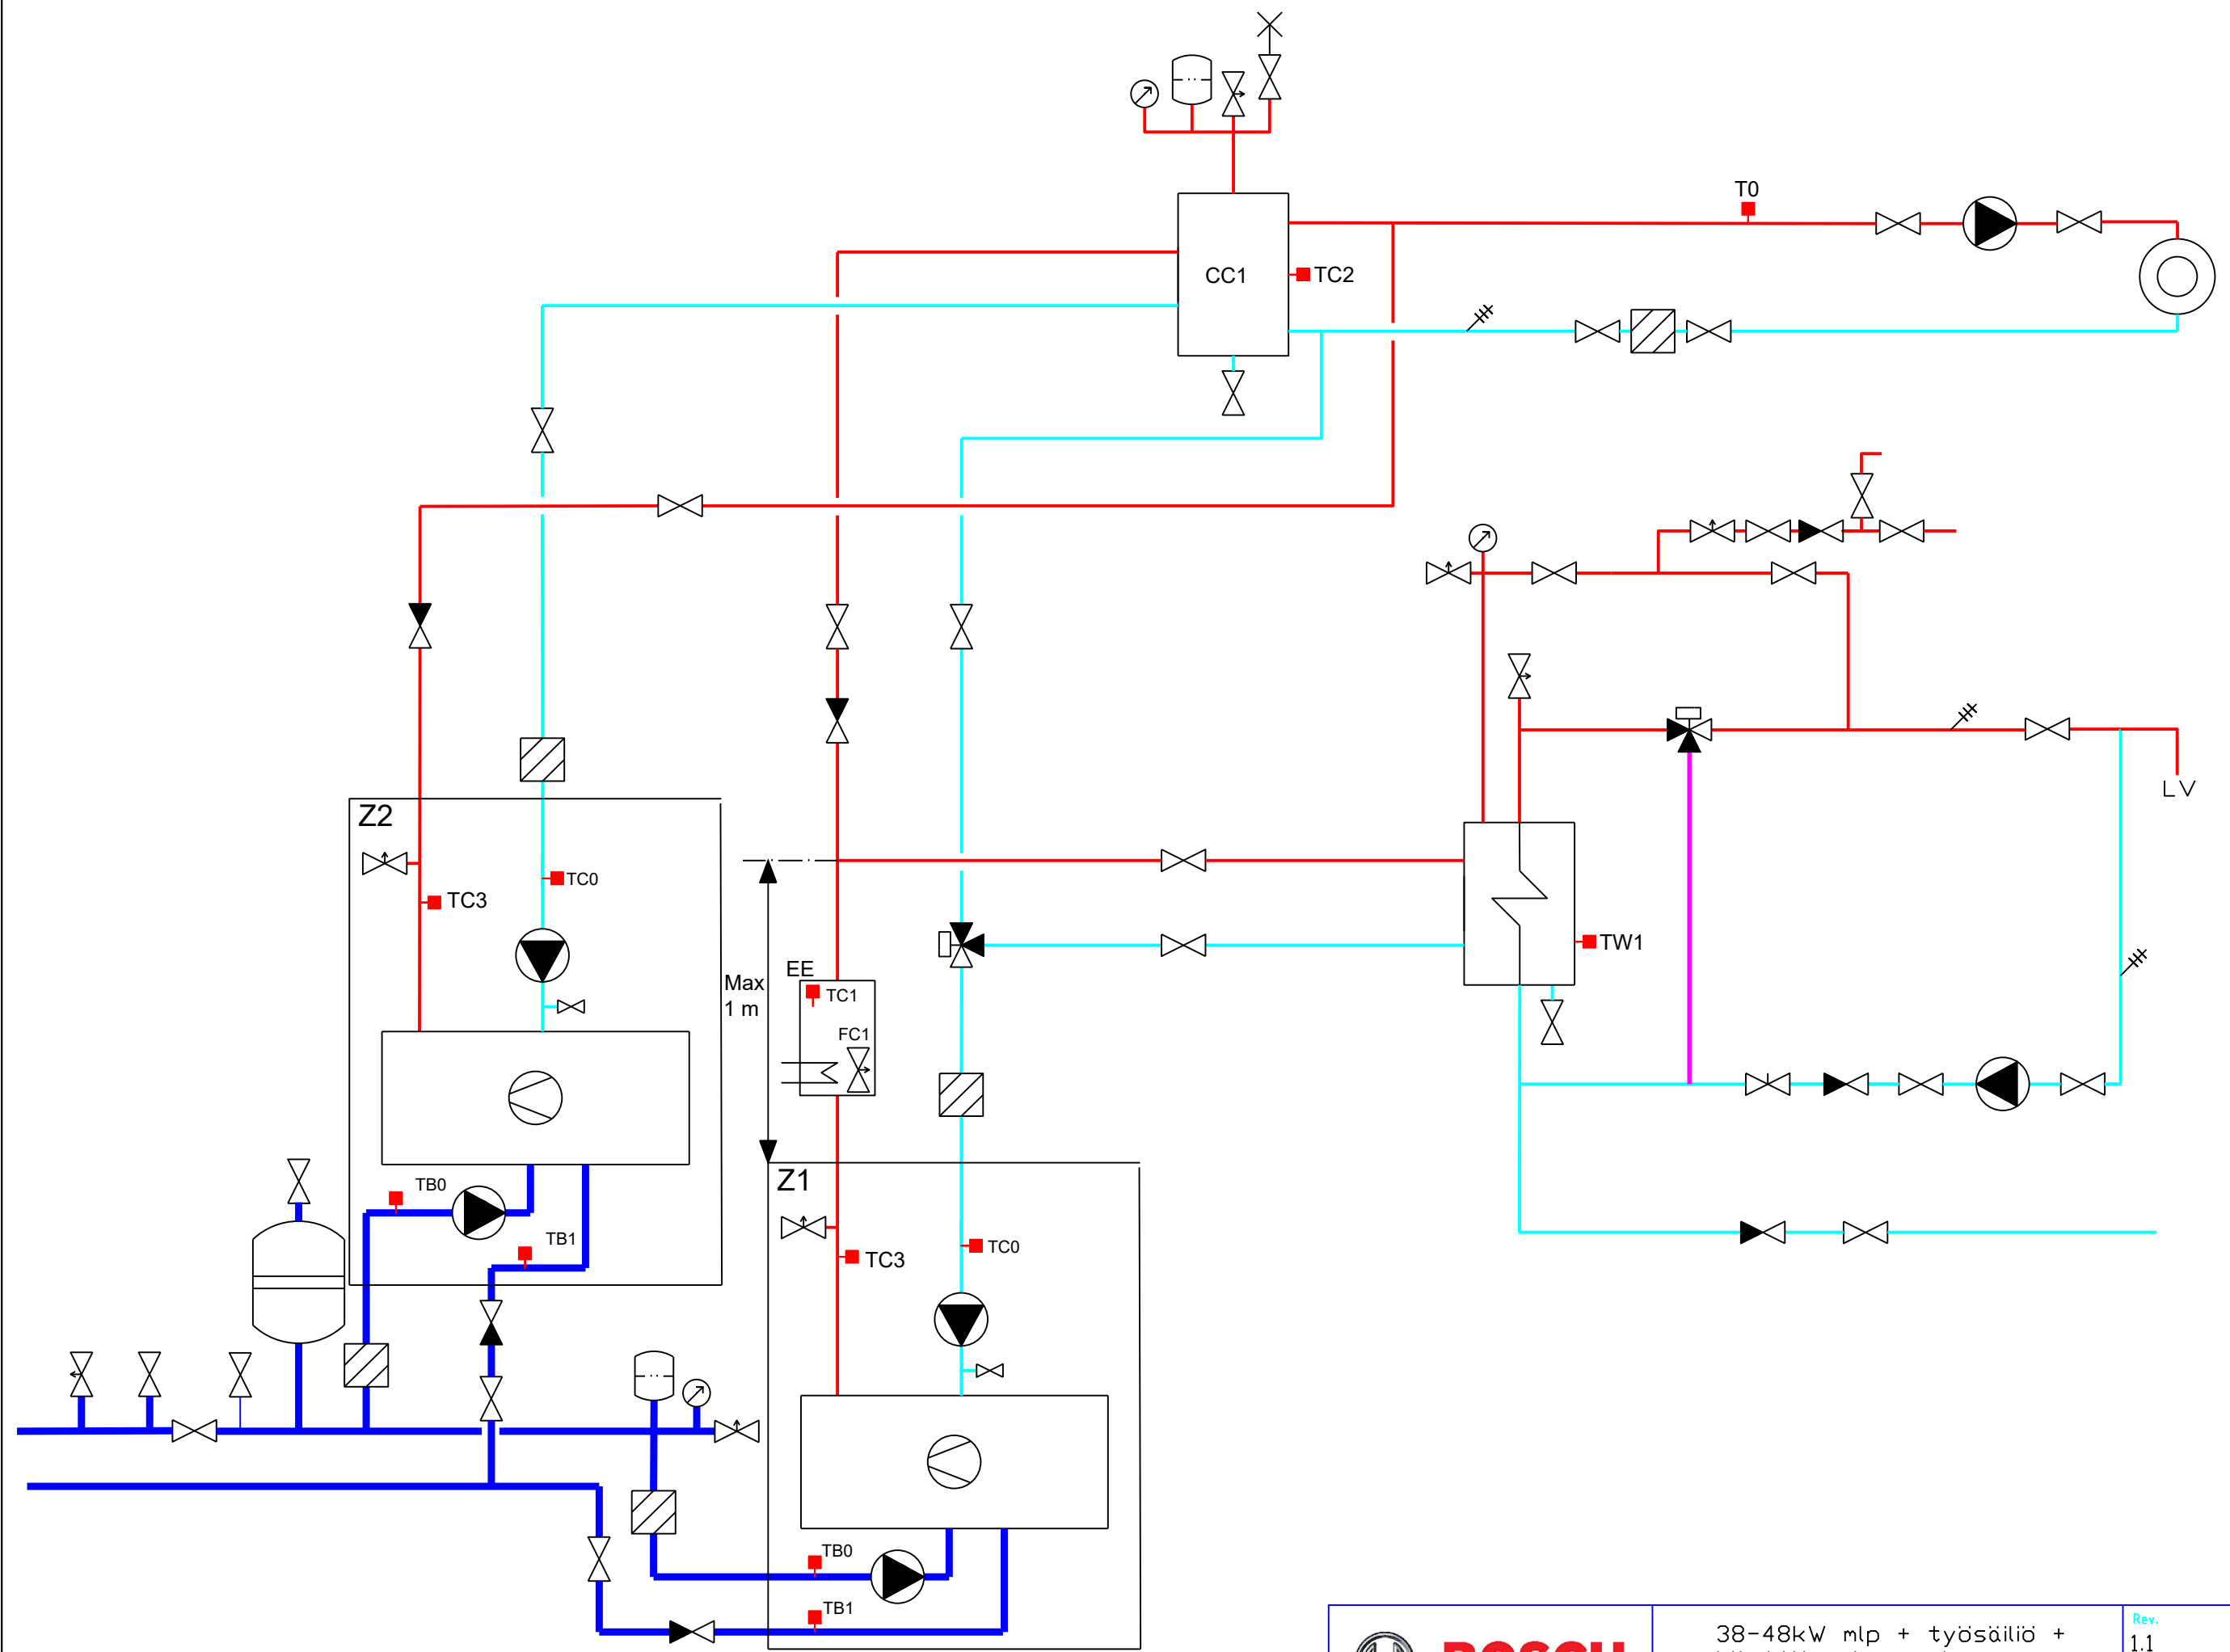 T0
CC1
TC2
Z2
TC0
TC3
LV
EE
TC1
Max
1 m
FC1
TW1
TB0
TB1
Z1
TC0
TC3
TB0
TB1
BOSCH
38-48kW mlp + työsäiliö +
Rev.
1.1